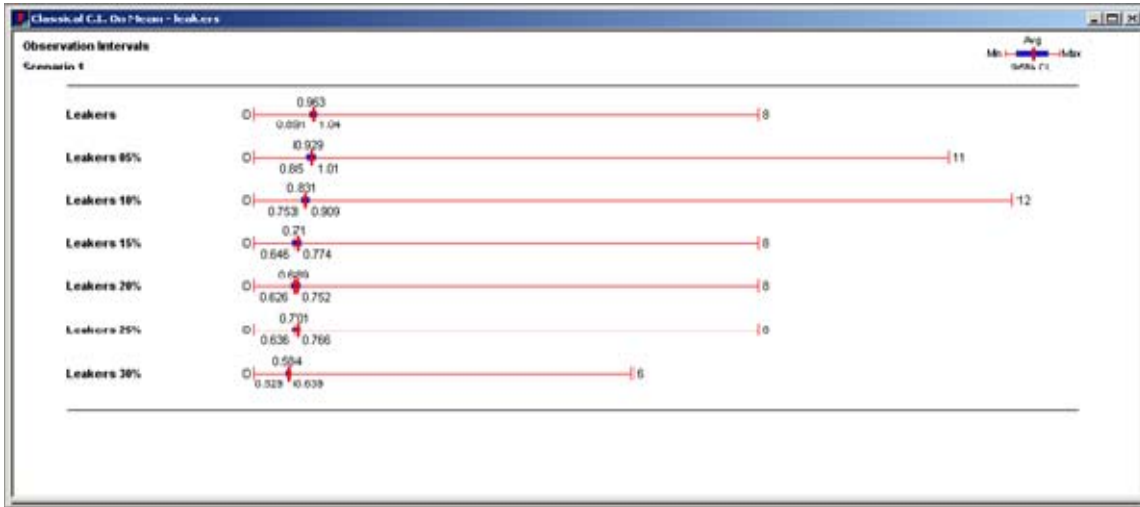 Classical C.I. On Mean - leakers
Observation Intervals
Avg
Min Max
95% CL
Scenario 1
Leakers 0 0.963 8
0.891 1.04
Leakers 05% 0 0.929 11
0.85 1.01
Leakers 10% 0 0.831 12
0.753 0.909
Leakers 15% 0 0.71 8
0.646 0.774
Leakers 20% 0 0.689 8
0.626 0.752
Leakers 25% 0 0.701 8
0.636 0.766
Leakers 30% 0 0.584 6
0.529 0.639